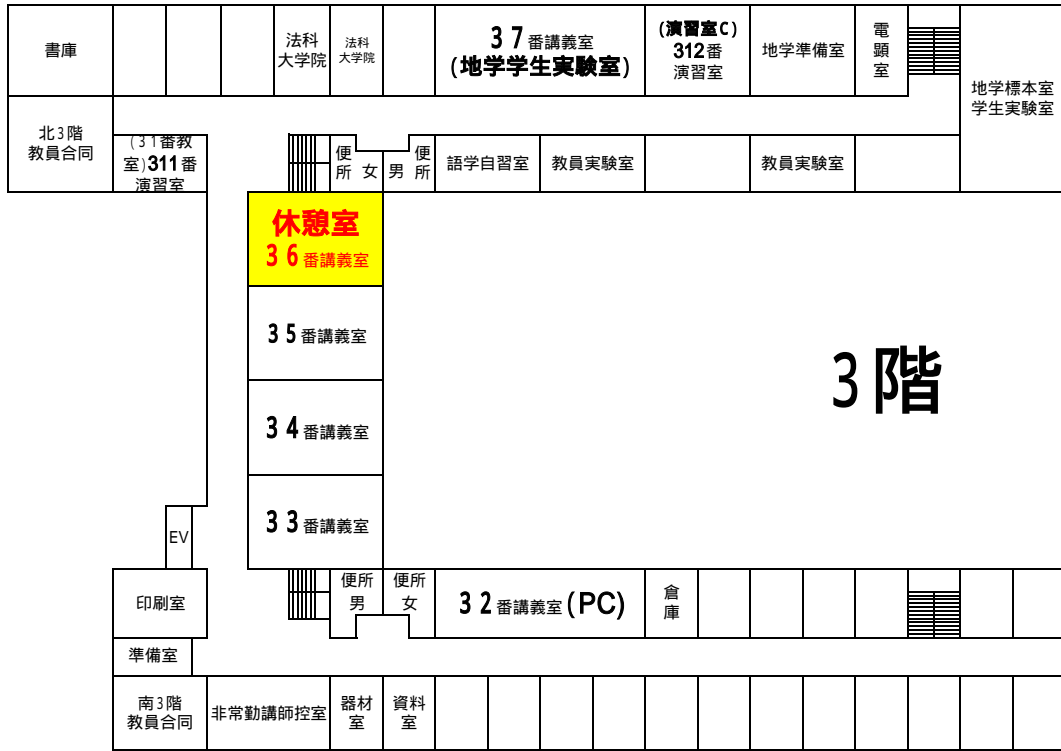 書庫
法科
大学院
法科
大学院
３７番講義室
(地学学生実験室)
(演習室C)
312番
演習室
地学準備室
電
顕
室
地学標本室
学生実験室
北3階
教員合同
(31番教
室)311番
演習室
便
所 女
男 便
所
語学自習室
教員実験室
教員実験室
休憩室
３６番講義室
３５番講義室
3階
３４番講義室
３３番講義室
EV
印刷室
便所
男
便所
女
３２番講義室(PC)
倉
庫
準備室
南3階
教員合同
非常勤講師控室
器材
室
資料
室